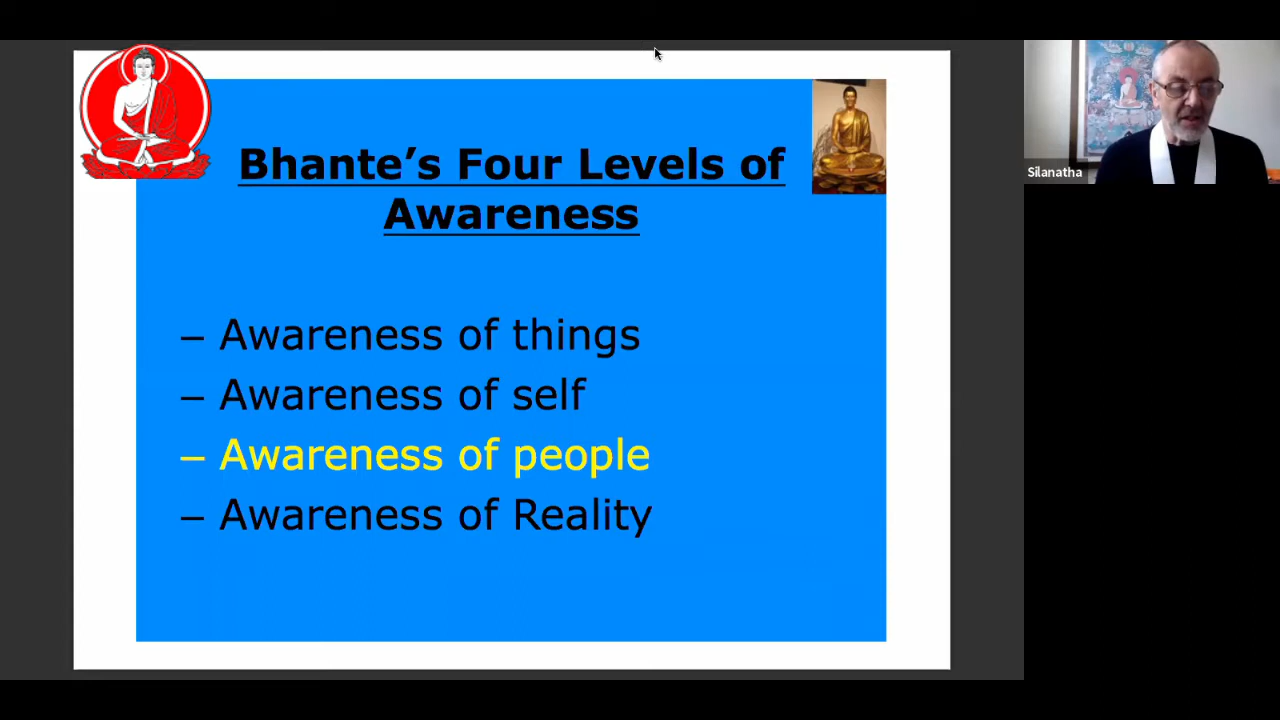 Bhante’s Four Levels of
Awareness
– Awareness of things
– Awareness of self
– Awareness of people
– Awareness of Reality
Silanatha